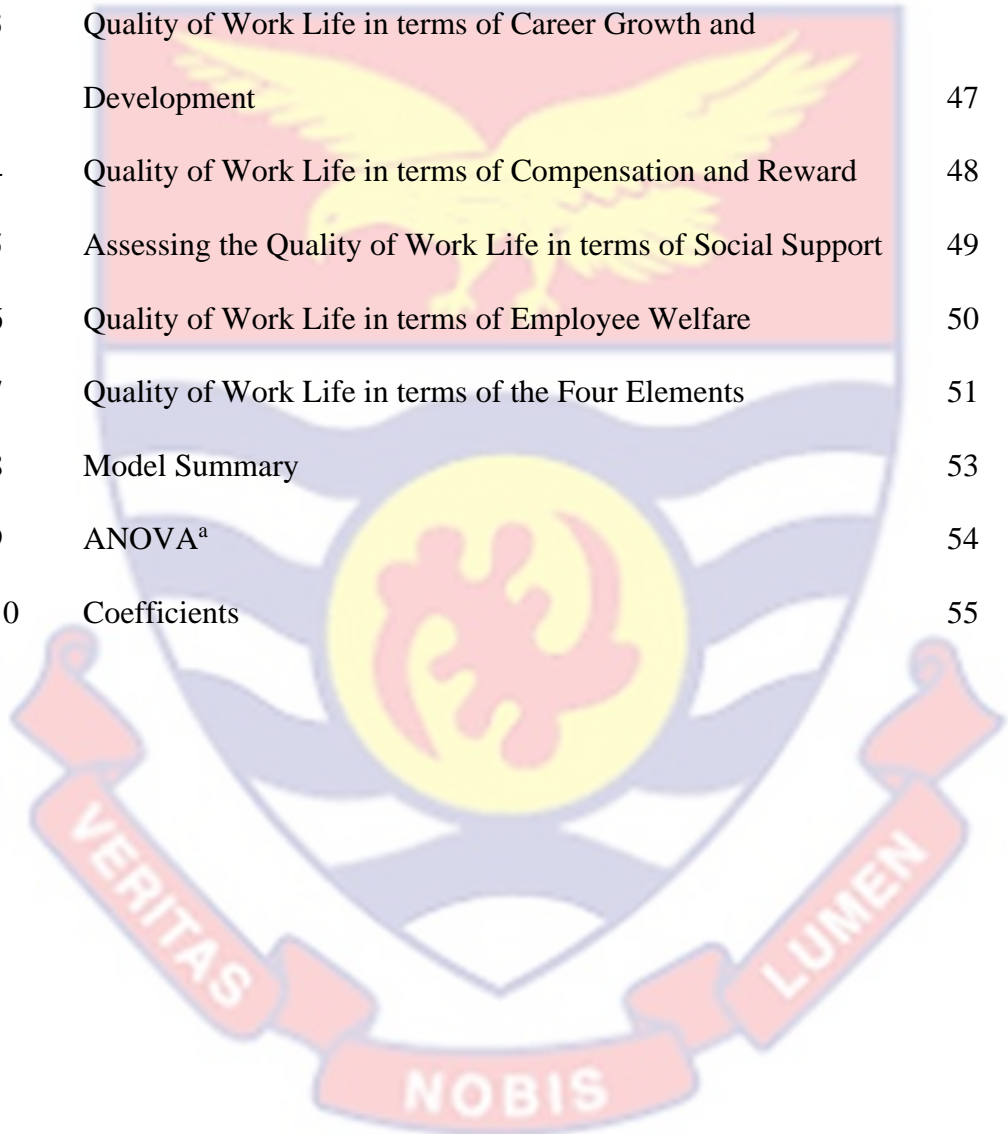 Quality of Work Life in terms of Career Growth and
Development 47
Quality of Work Life in terms of Compensation and Reward 48
Assessing the Quality of Work Life in terms of Social Support 49
Quality of Work Life in terms of Employee Welfare 50
Quality of Work Life in terms of the Four Elements 51
Model Summary 53
ANOVAᵃ 54
0 Coefficients 55
VERITAS
NOBIS
LUMEN